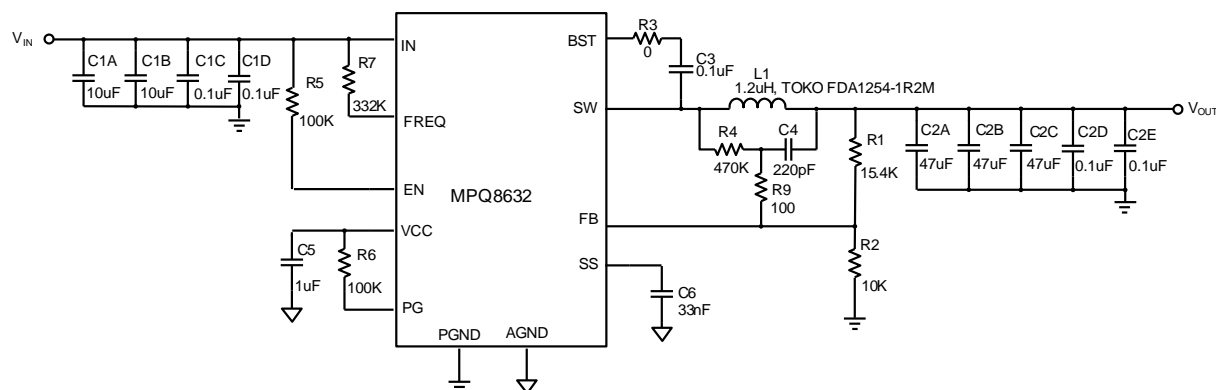 VIN
C1A
10uF
C1B
10uF
C1C
0.1uF
C1D
0.1uF
R5
100K
R7
332K
IN
FREQ
EN
VCC
PG
PGND
AGND
MPQ8632
BST
SW
FB
SS
C5
1uF
R6
100K
R3
0
C3
0.1uF
L1
1.2uH, TOKO FDA1254-1R2M
R4
470K
C4
220pF
R9
100
R1
15.4K
R2
10K
C6
33nF
C2A
47uF
C2B
47uF
C2C
47uF
C2D
0.1uF
C2E
0.1uF
VOUT